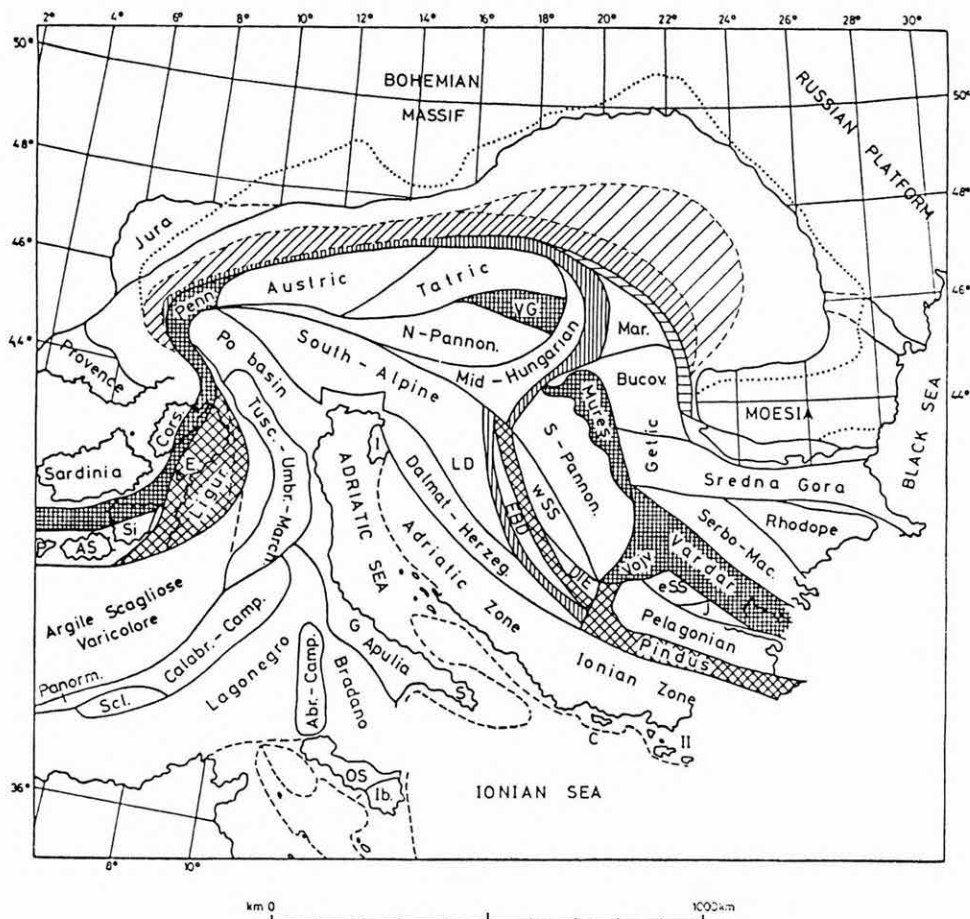 2° 4° 6° 8° 10° 12° 14° 16° 18° 20° 22° 24° 26° 28° 30°
50°
48°
46°
44°
36°
50°
48°
46°
44°
8° 10°
BOHEMIAN
MASSIF
RUSSIAN PLATFORM
Jura
Provence
Penn.
Austric
Tatric
VG
N-Pannon.
Mid-Hungarian
Mar.
Bucov.
Po basin
South-Alpine
MOESIA
BLACK SEA
Getic
Mures
S-Pannon.
Sredna Gora
Rhodope
Serbo-Mac.
Vardar
Vojv
eSS
J
Pelagonian
Pindus
Ionian Zone
LD
EBD
wSS
DIE
Dalmat-Herzeg.
Adriatic Zone
ADRIATIC SEA
I
Tusc.-Umbr.-March.
Cors.
Sardinia
E.
Ligur.
Si
AS
Argile Scagliose
Varicolore
Panorm.
Scl.
Calabr.-Camp.
Lagonegro
Abr.-Camp.
Bradano
G Apulia
S
C
II
OS
Ib.
IONIAN SEA
km 0 1000km